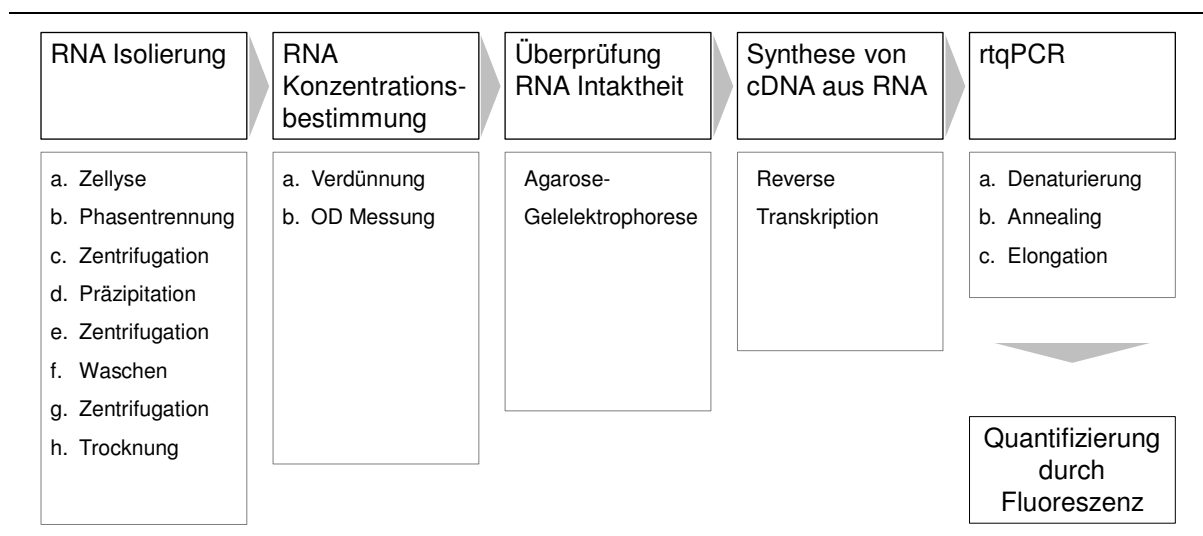 RNA Isolierung
RNA
Konzentrations-
bestimmung
Überprüfung
RNA Intaktheit
Synthese von
cDNA aus RNA
rtqPCR
a. Zellyse
b. Phasentrennung
c. Zentrifugation
d. Präzipitation
e. Zentrifugation
f. Waschen
g. Zentrifugation
h. Trocknung
a. Verdünnung
b. OD Messung
Agarose-
Gelelektrophorese
Reverse
Transkription
a. Denaturierung
b. Annealing
c. Elongation
Quantifizierung
durch
Fluoreszenz